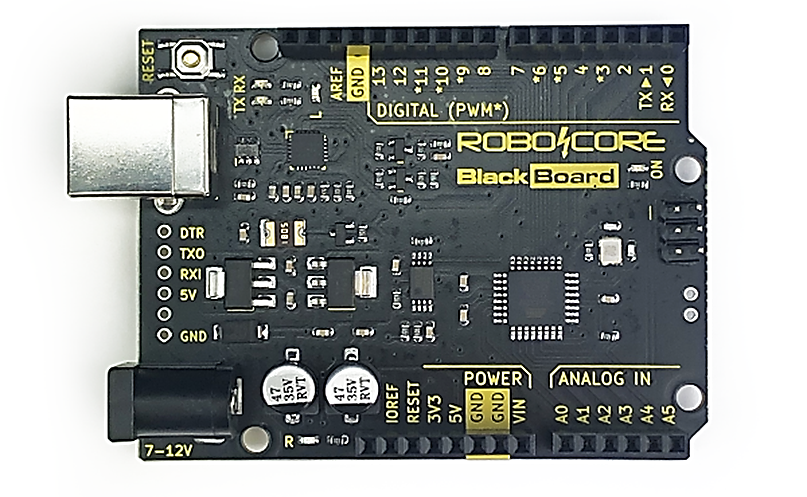 RESET
TX RX
L
AREF
GND
13
12
*11
*10
*9
8
7
*6
*5
4
*3
2
TX▶1
RX◀0
DIGITAL (PWM*)
ROBOCORE
BlackBoard
ON
DTR
TXO
RXI
5V
GND
1805
47
35V
RVT
47
35V
RVT
POWER
ANALOG IN
IOREF
RESET
3V3
5V
GND
GND
VIN
A0
A1
A2
A3
A4
A5
R
7-12V